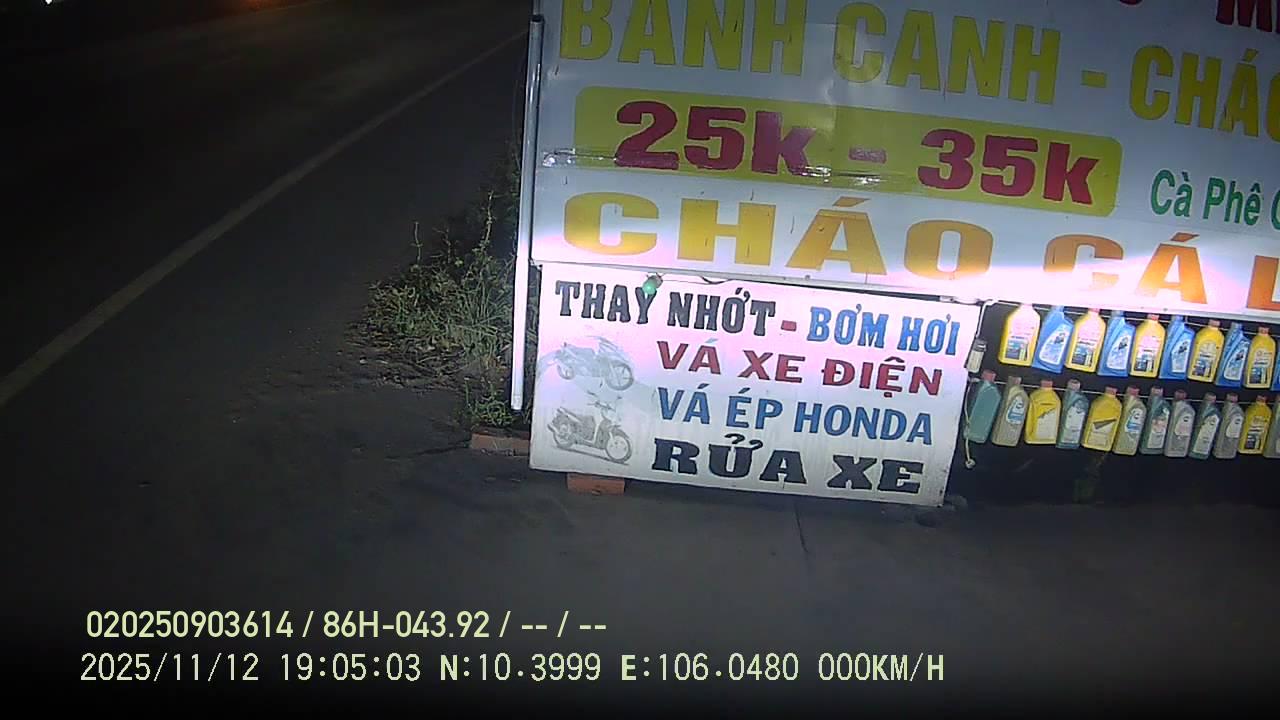 BÁNH CANH - CHÁO
25K - 35K
Cà Phê
CHÁO CÁ
THAY NHỚT - BƠM HƠI
VÁ XE ĐIỆN
VÁ ÉP HONDA
RỬA XE
020250903614 / 86H-043.92 / -- / --
2025/11/12 19:05:03 N:10.3999 E:106.0480 000KM/H